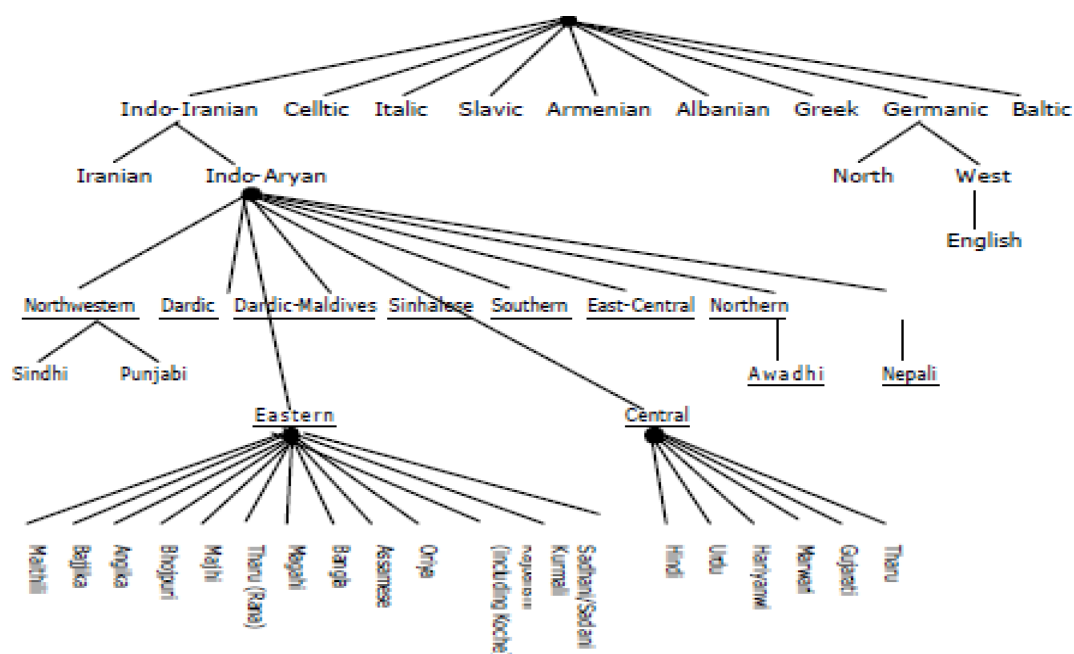 Indo-Iranian Celltic Italic Slavic Armenian Albanian Greek Germanic Baltic
Iranian Indo-Aryan North West
English
Northwestern Dardic Dardic-Maldives Sinhalese Southern East-Central Northern
Sindhi Punjabi Awadhi Nepali
Eastern Central
Maithili
Bajjika
Angika
Bhojpuri
Majhi
Tharu (Rana)
Magahi
Bangla
Assamese
Oriya
(including Koche)
Kurmali
Sadhani/Sadani
Hindi
Urdu
Hariyanwi
Marwari
Gujarati
Tharu